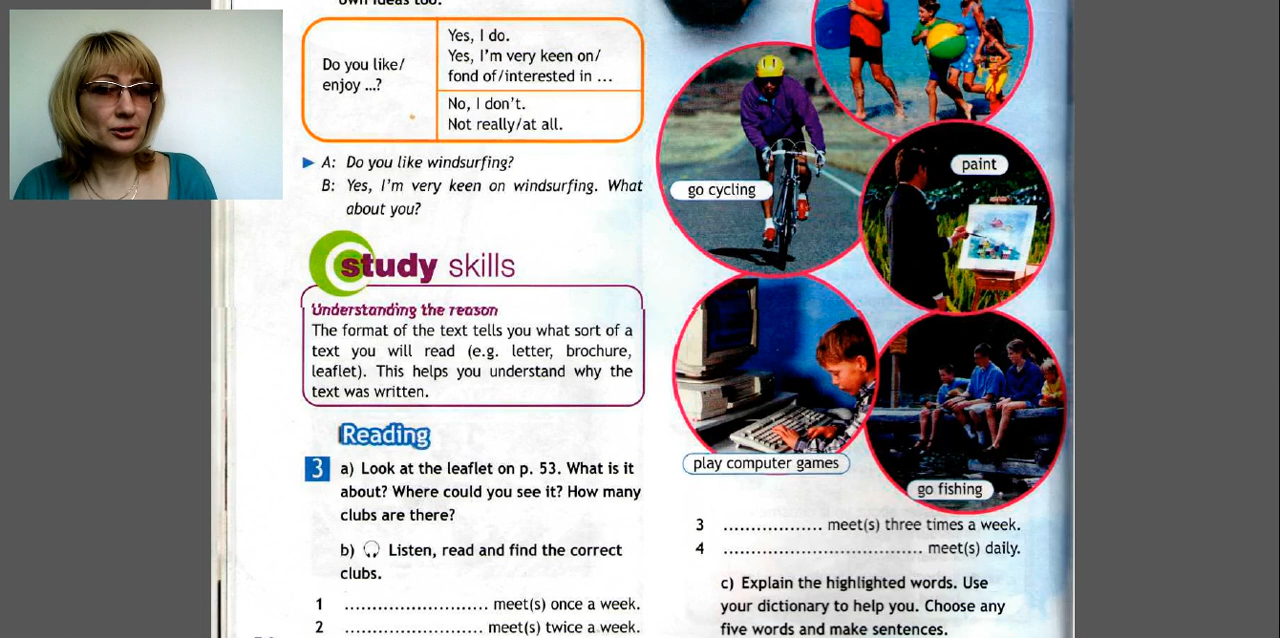 own ideas too.
Do you like/
enjoy ...?
Yes, I do.
Yes, I'm very keen on/
fond of/interested in ...
No, I don't.
Not really/at all.
A: Do you like windsurfing?
B: Yes, I'm very keen on windsurfing. What
about you?
study skills
Understanding the reason
The format of the text tells you what sort of a
text you will read (e.g. letter, brochure,
leaflet). This helps you understand why the
text was written.
Reading
3 a) Look at the leaflet on p. 53. What is it
about? Where could you see it? How many
clubs are there?
b) Listen, read and find the correct
clubs.
1 .......................... meet(s) once a week.
2 ......................... meet(s) twice a week.
go cycling
paint
play computer games
go fishing
3 .................. meet(s) three times a week.
4 .................................... meet(s) daily.
c) Explain the highlighted words. Use
your dictionary to help you. Choose any
five words and make sentences.